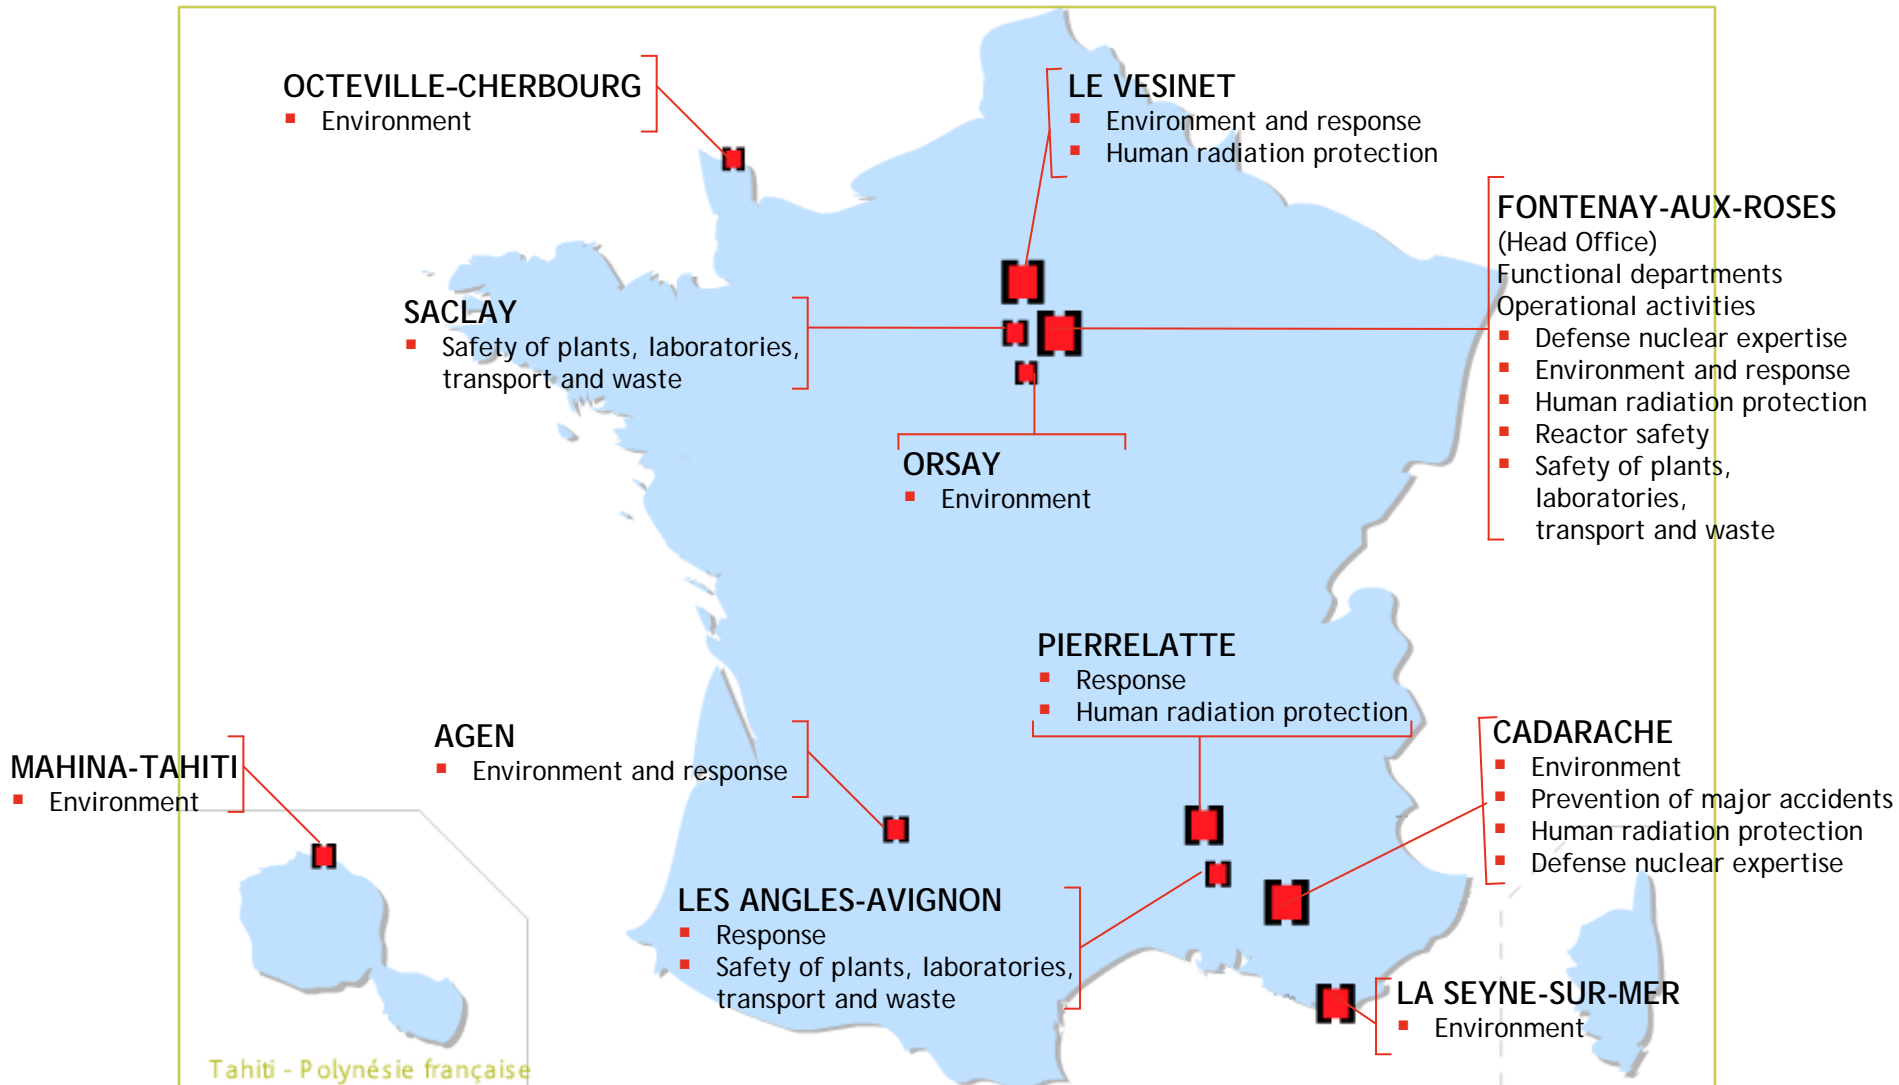 OCTEVILLE-CHERBOURG
▪ Environment
LE VESINET
▪ Environment and response
▪ Human radiation protection
FONTENAY-AUX-ROSES
(Head Office)
Functional departments
Operational activities
▪ Defense nuclear expertise
▪ Environment and response
▪ Human radiation protection
▪ Reactor safety
▪ Safety of plants,
laboratories,
transport and waste
SACLAY
▪ Safety of plants, laboratories,
transport and waste
ORSAY
▪ Environment
PIERRELATTE
▪ Response
▪ Human radiation protection
AGEN
▪ Environment and response
CADARACHE
▪ Environment
▪ Prevention of major accidents
▪ Human radiation protection
▪ Defense nuclear expertise
MAHINA-TAHITI
▪ Environment
LES ANGLES-AVIGNON
▪ Response
▪ Safety of plants, laboratories,
transport and waste
LA SEYNE-SUR-MER
▪ Environment
Tahiti - Polynésie française